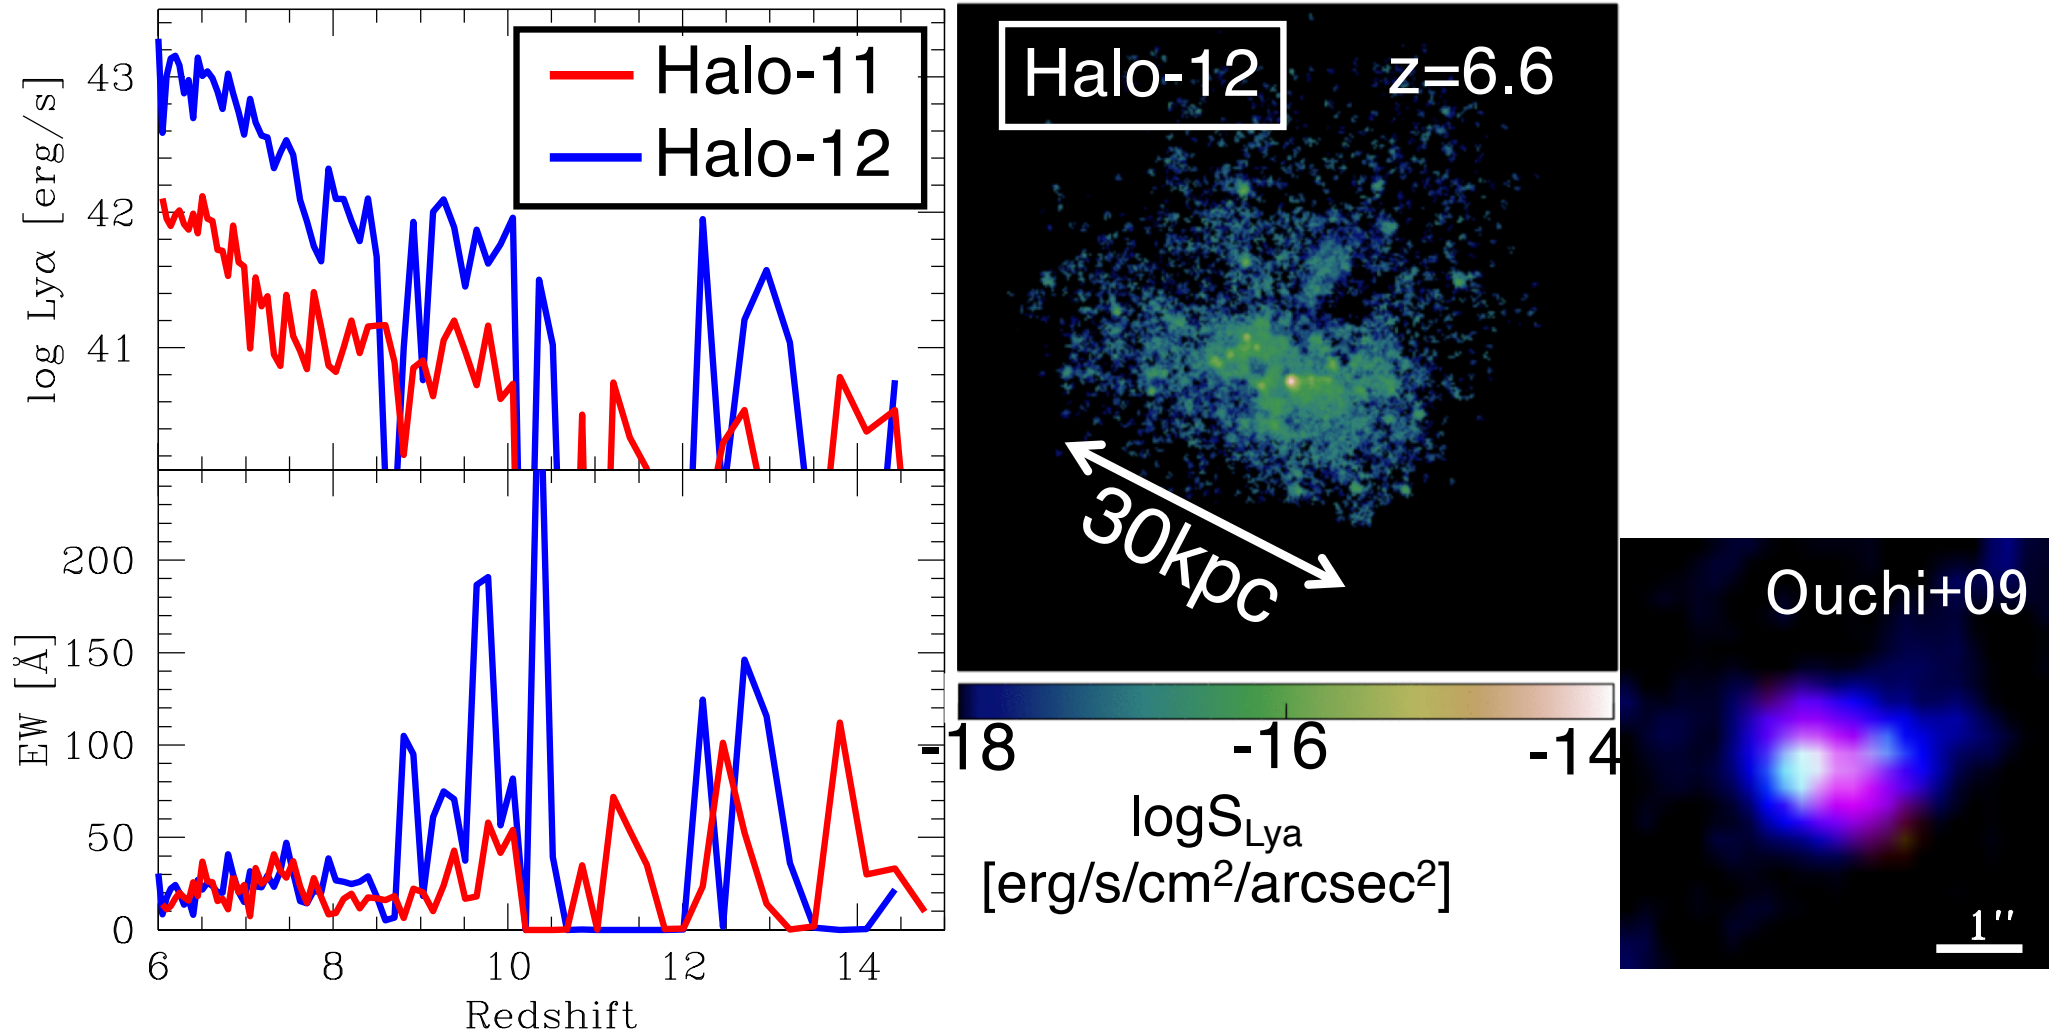 log Lyα [erg/s]
43
42
41
Halo-11
Halo-12
EW [Å]
200
150
100
50
0
6 8 10 12 14
Redshift
Halo-12 z=6.6
30kpc
-18 -16 -14
logS_Lya
[erg/s/cm²/arcsec²]
Ouchi+09
1″